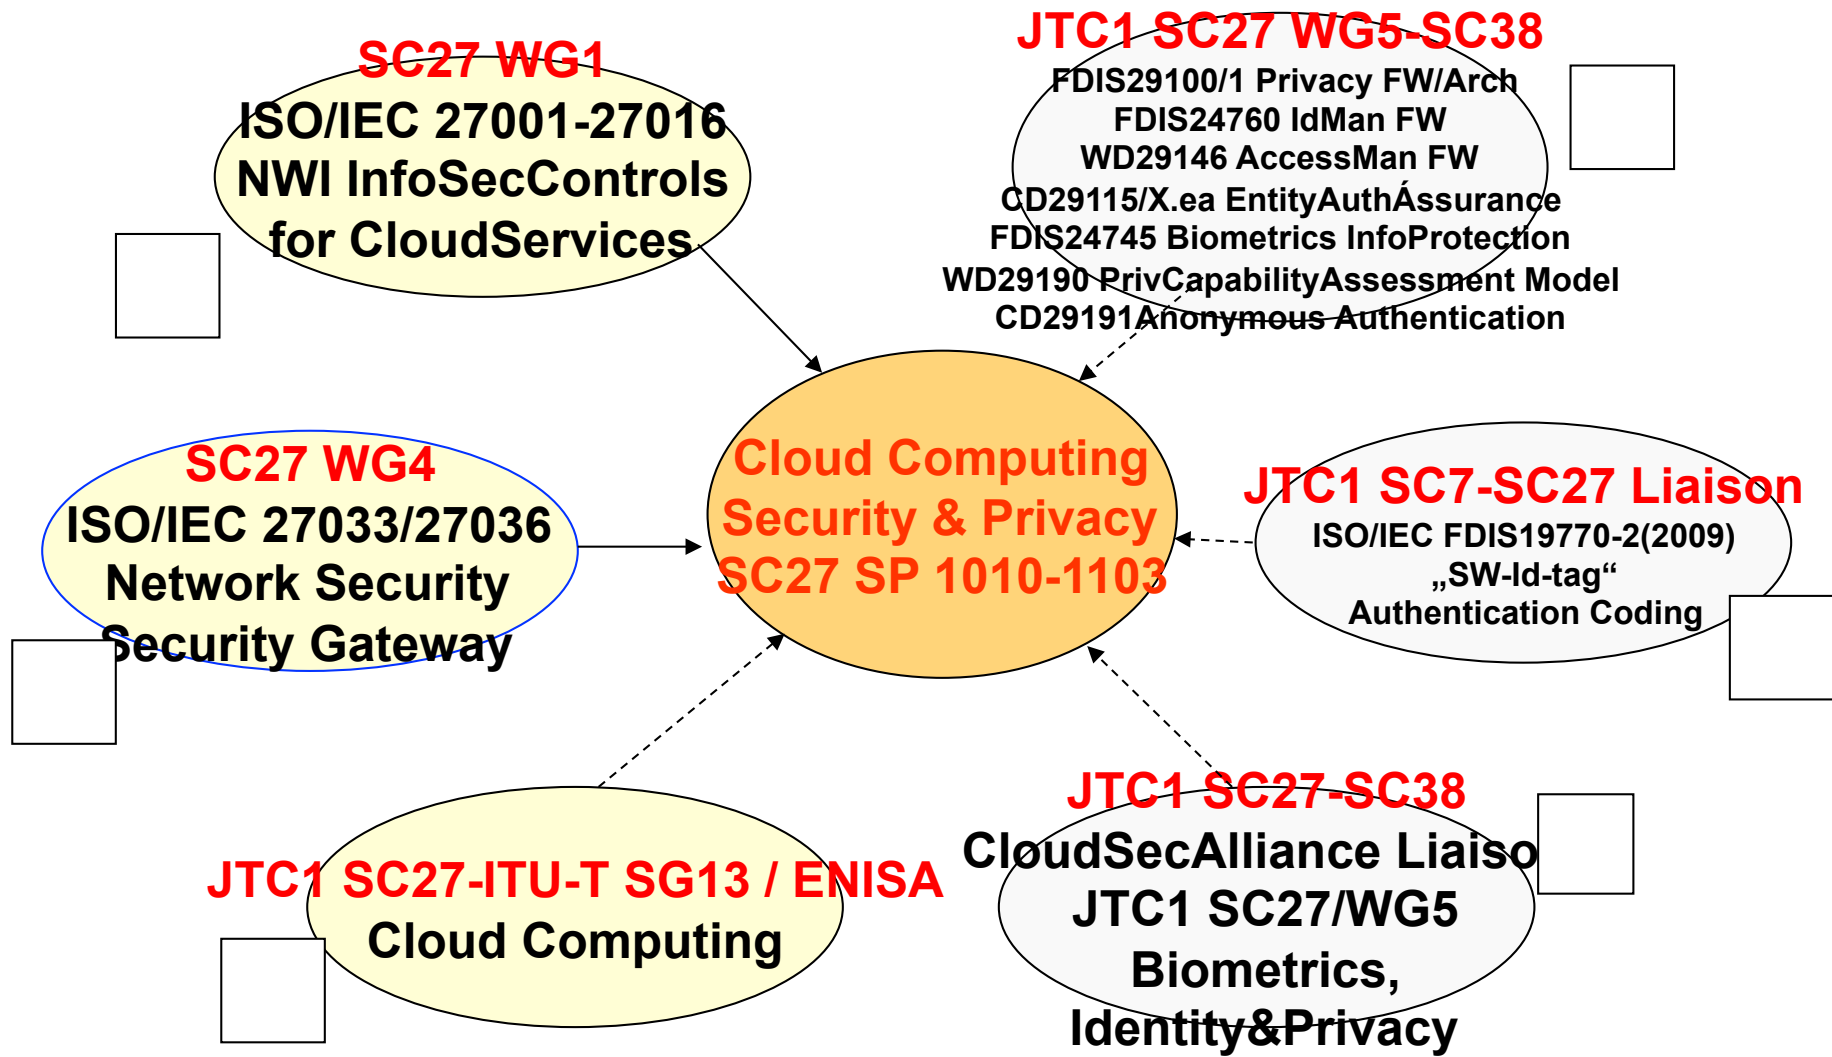 SC27 WG1
ISO/IEC 27001-27016
NWI InfoSecControls
for CloudServices
JTC1 SC27 WG5-SC38
FDIS29100/1 Privacy FW/Arch
FDIS24760 IdMan FW
WD29146 AccessMan FW
CD29115/X.ea EntityAuthÁssurance
FDIS24745 Biometrics InfoProtection
WD29190 PrivCapabilityAssessment Model
CD29191Anonymous Authentication
SC27 WG4
ISO/IEC 27033/27036
Network Security
Security Gateway
Cloud Computing
Security & Privacy
SC27 SP 1010-1103
JTC1 SC7-SC27 Liaison
ISO/IEC FDIS19770-2(2009)
„SW-Id-tag“
Authentication Coding
JTC1 SC27-ITU-T SG13 / ENISA
Cloud Computing
JTC1 SC27-SC38
CloudSecAlliance Liaiso
JTC1 SC27/WG5
Biometrics,
Identity&Privacy